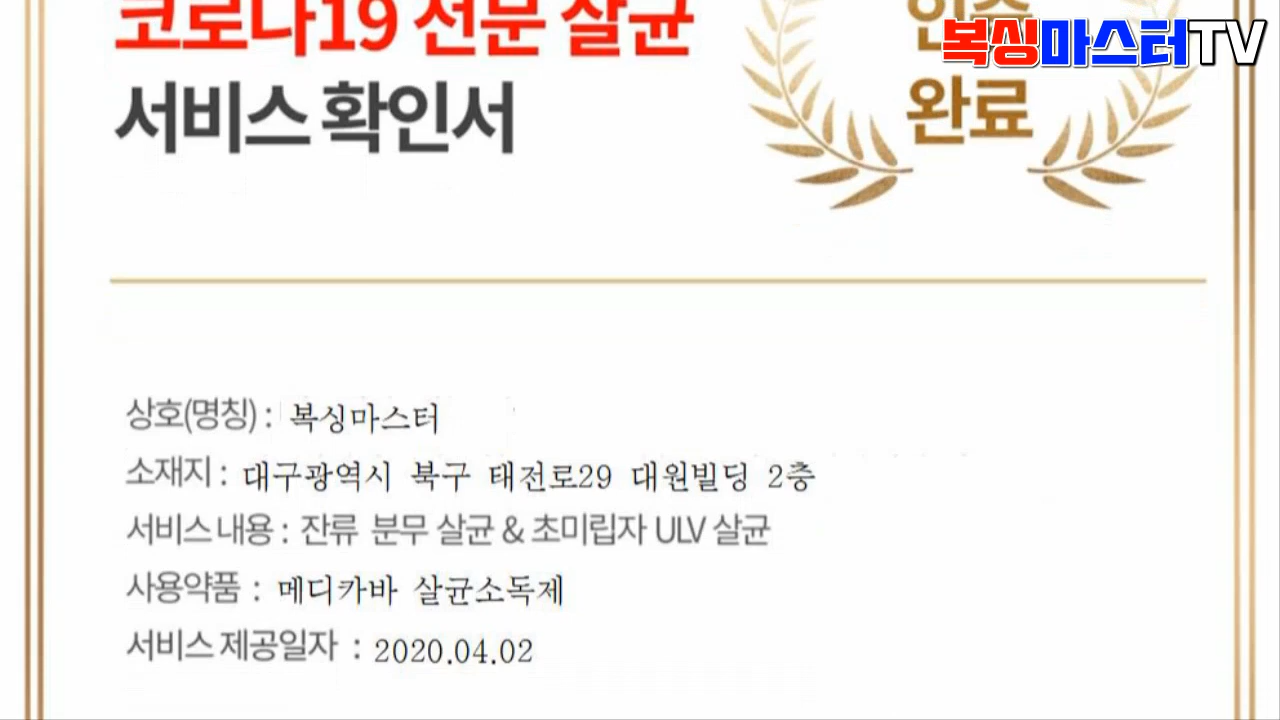 코로나19 전문 살균
서비스 확인서
인증
완료
복싱마스터TV
상호(명칭) : 복싱마스터
소재지 : 대구광역시 북구 태전로29 대원빌딩 2층
서비스 내용 : 잔류 분무 살균 & 초미립자 ULV 살균
사용약품 : 메디카바 살균소독제
서비스 제공일자 : 2020.04.02